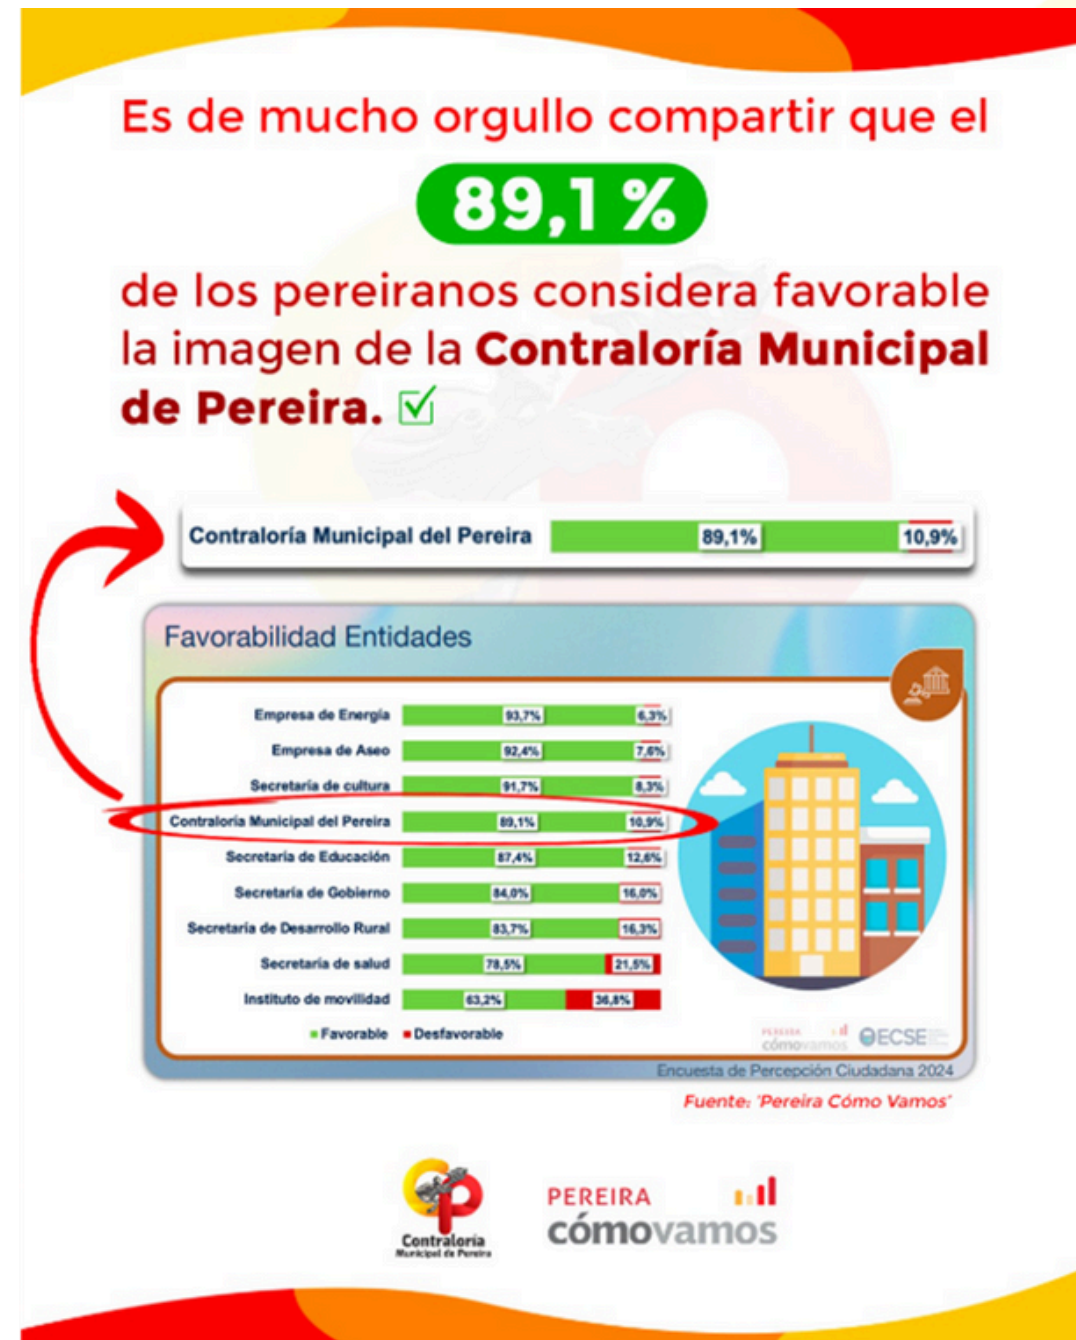 Es de mucho orgullo compartir que el
89,1 %
de los pereiranos considera favorable
la imagen de la Contraloría Municipal
de Pereira.
Contraloría Municipal del Pereira 89,1% 10,9%
Favorabilidad Entidades
Empresa de Energía 93,7% 6,3%
Empresa de Aseo 92,4% 7,6%
Secretaría de cultura 91,7% 8,3%
Contraloría Municipal del Pereira 89,1% 10,9%
Secretaría de Educación 87,4% 12,6%
Secretaría de Gobierno 84,0% 16,0%
Secretaría de Desarrollo Rural 83,7% 16,3%
Secretaría de salud 78,5% 21,5%
Instituto de movilidad 63,2% 36,8%
Favorable Desfavorable
PEREIRA
cómovamos ECSE
Encuesta de Percepción Ciudadana 2024
Fuente: 'Pereira Cómo Vamos'
Contraloría
Municipal de Pereira
PEREIRA
cómovamos